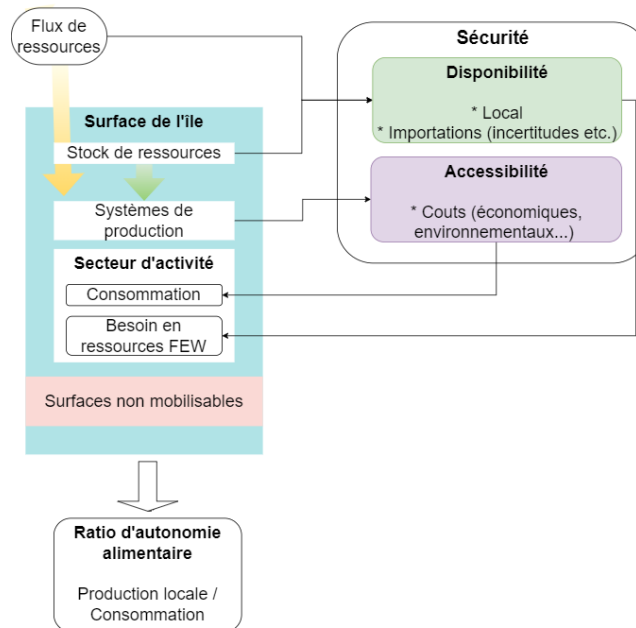 Flux de
ressources
Surface de l'île
Stock de ressources
Systèmes de
production
Secteur d'activité
Consommation
Besoin en
ressources FEW
Surfaces non mobilisables
Ratio d'autonomie
alimentaire
Production locale /
Consommation
Sécurité
Disponibilité
* Local
* Importations (incertitudes etc.)
Accessibilité
* Couts (économiques,
environnementaux...)